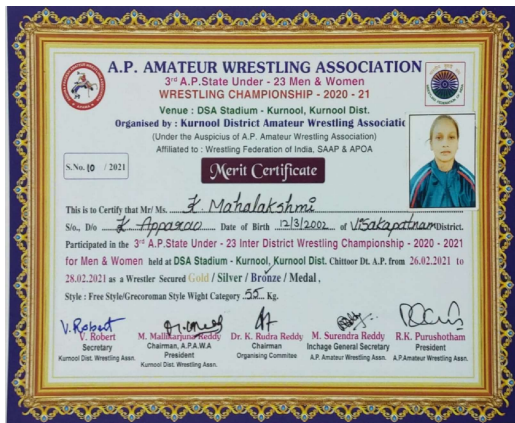 A.P. AMATEUR WRESTLING ASSOCIATION
3rd A.P.State Under - 23 Men & Women
WRESTLING CHAMPIONSHIP - 2020 - 21
Venue : DSA Stadium - Kurnool, Kurnool Dist.
Organised by : Kurnool District Amateur Wrestling Associatic
(Under the Auspicius of A.P. Amateur Wrestling Association)
Affiliated to : Wrestling Federation of India, SAAP & APOA
S.No. 10 / 2021
Merit Certificate
This is to Certify that Mr/ Ms. K. Mahalakshmi
S/o., D/o K Apparao Date of Birth 12/3/2002 of Visakapatnam District.
Participated in the 3rd A.P.State Under - 23 Inter District Wrestling Championship - 2020 - 2021
for Men & Women held at DSA Stadium - Kurnool, Kurnool Dist. Chittoor Dt. A.P. from 26.02.2021 to
28.02.2021 as a Wrestler Secured Gold / Silver / Bronze / Medal,
Style : Free Style/Grecoroman Style Wight Category 55 Kg.
V. Robert
V. Robert M. Mallikarjuna Reddy Dr. K. Rudra Reddy M. Surendra Reddy R.K. Purushotham
Secretary Chairman, A.P.A.W.A Chairman Inchage General Secretary President
Kurnool Dist. Wrestling Assn. President Organising Commitee A.P. Amateur Wrestling Assn. A.P.Amateur Wrestling Assn.
Kurnool Dist. Wrestling Assn.